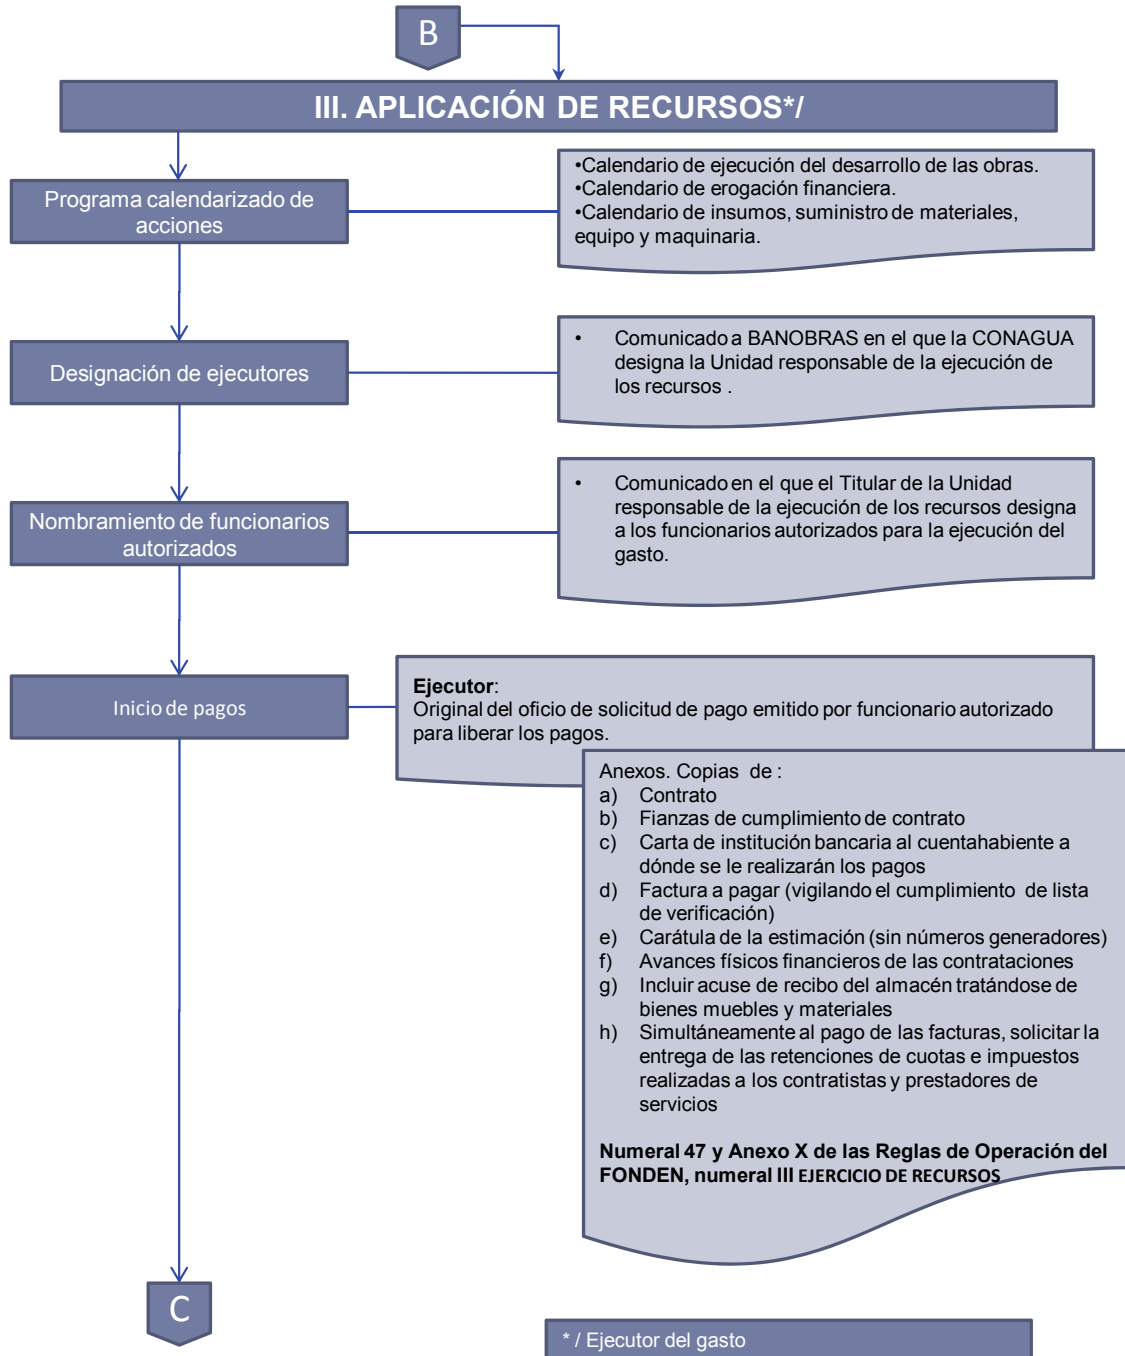 B
III. APLICACIÓN DE RECURSOS*/
Programa calendarizado de
acciones
•Calendario de ejecución del desarrollo de las obras.
•Calendario de erogación financiera.
•Calendario de insumos, suministro de materiales,
equipo y maquinaria.
Designación de ejecutores
• Comunicado a BANOBRAS en el que la CONAGUA
designa la Unidad responsable de la ejecución de
los recursos .
Nombramiento de funcionarios
autorizados
• Comunicado en el que el Titular de la Unidad
responsable de la ejecución de los recursos designa
a los funcionarios autorizados para la ejecución del
gasto.
Inicio de pagos
Ejecutor:
Original del oficio de solicitud de pago emitido por funcionario autorizado
para liberar los pagos.
Anexos. Copias de :
a) Contrato
b) Fianzas de cumplimiento de contrato
c) Carta de institución bancaria al cuentahabiente a
dónde se le realizarán los pagos
d) Factura a pagar (vigilando el cumplimiento de lista
de verificación)
e) Carátula de la estimación (sin números generadores)
f) Avances físicos financieros de las contrataciones
g) Incluir acuse de recibo del almacén tratándose de
bienes muebles y materiales
h) Simultáneamente al pago de las facturas, solicitar la
entrega de las retenciones de cuotas e impuestos
realizadas a los contratistas y prestadores de
servicios
Numeral 47 y Anexo X de las Reglas de Operación del
FONDEN, numeral III EJERCICIO DE RECURSOS
C
* / Ejecutor del gasto